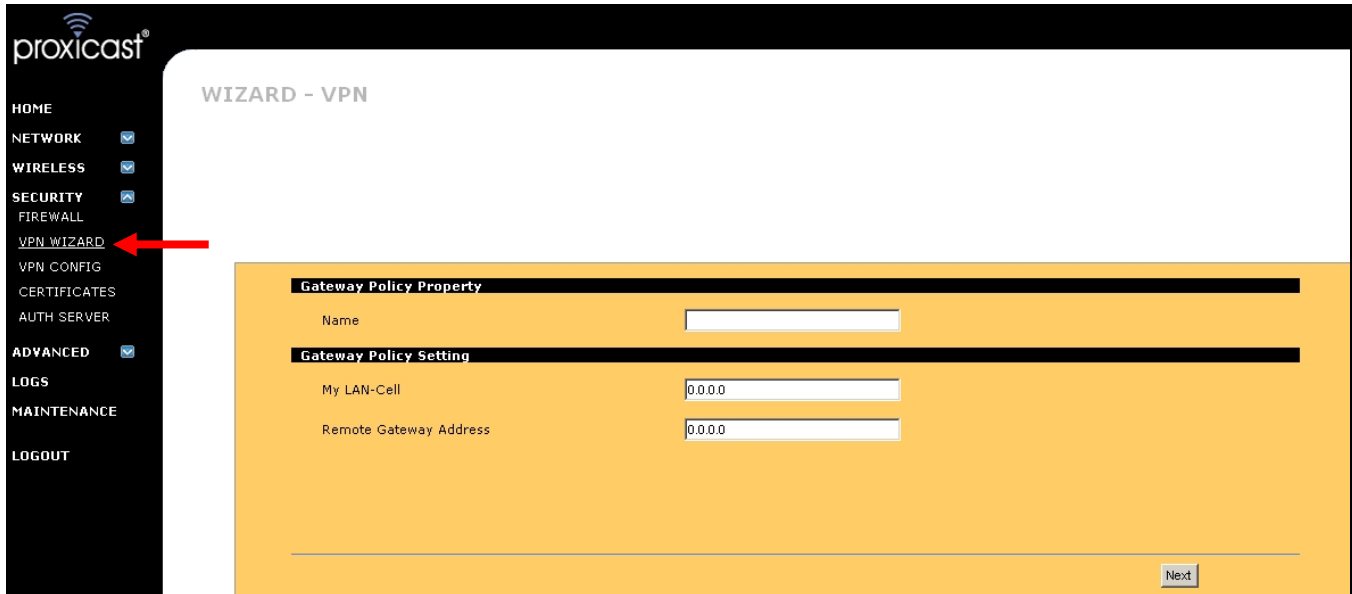 proxicast®
HOME
NETWORK
WIRELESS
SECURITY
FIREWALL
VPN WIZARD
VPN CONFIG
CERTIFICATES
AUTH SERVER
ADVANCED
LOGS
MAINTENANCE
LOGOUT
WIZARD - VPN
Gateway Policy Property
Name
Gateway Policy Setting
My LAN-Cell 0.0.0.0
Remote Gateway Address 0.0.0.0
Next